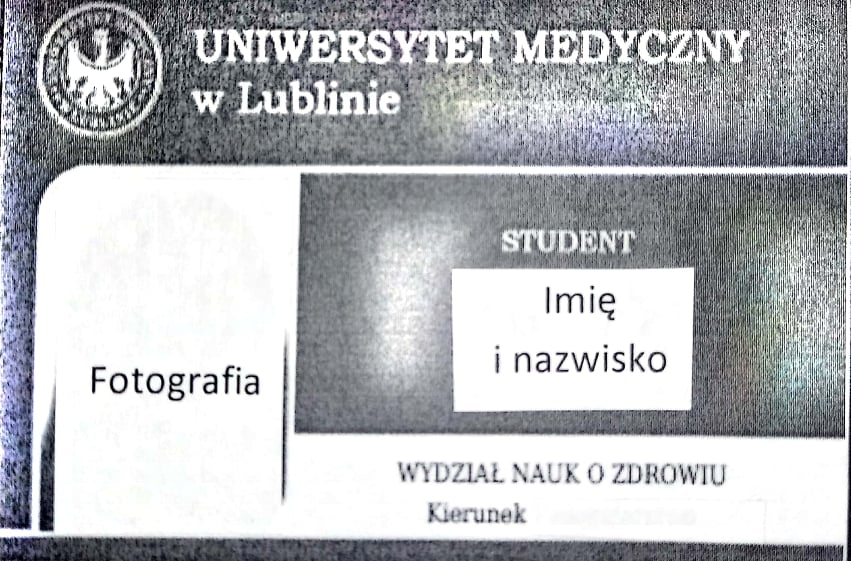 UNIWERSYTET MEDYCZNY
w Lublinie
STUDENT
Imię
i nazwisko
Fotografia
WYDZIAŁ NAUK O ZDROWIU
Kierunek